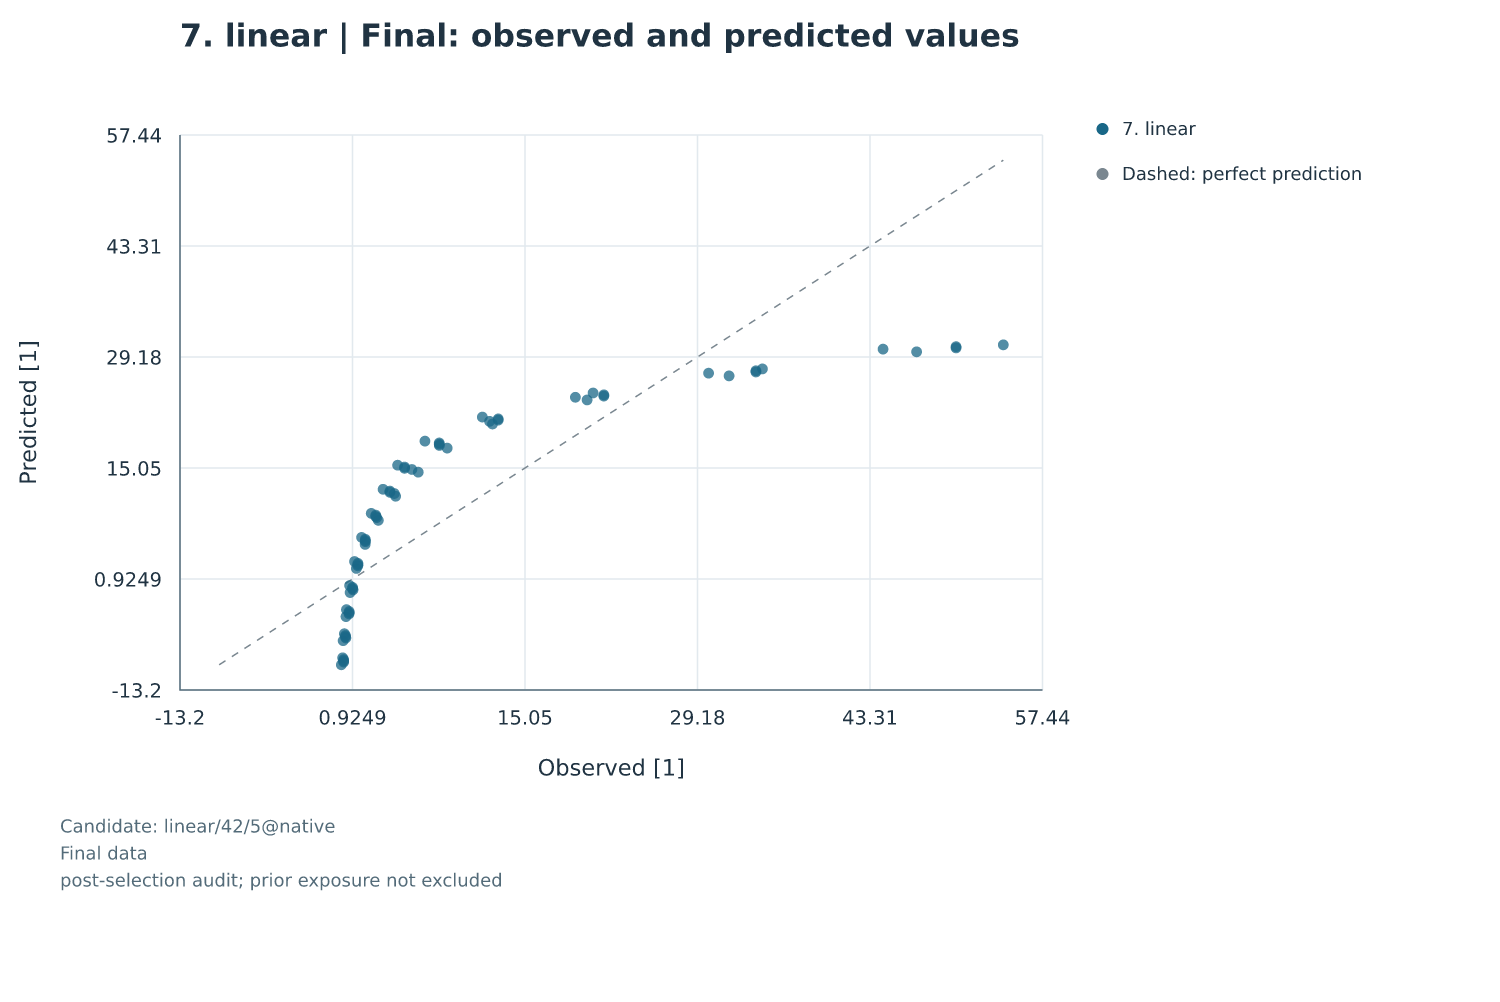 7. linear | Final: observed and predicted values
7. linear
Dashed: perfect prediction
57.44
43.31
29.18
15.05
0.9249
-13.2
Predicted [1]
-13.2 0.9249 15.05 29.18 43.31 57.44
Observed [1]
Candidate: linear/42/5@native
Final data
post-selection audit; prior exposure not excluded